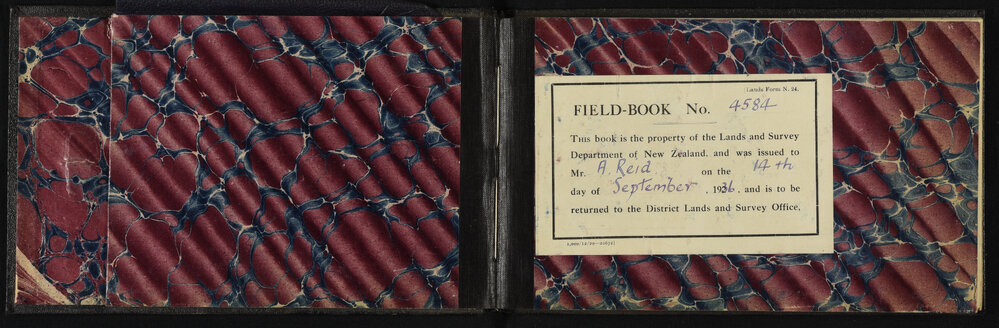 Lands Form N. 24.
FIELD-BOOK No. 4584
THIS book is the property of the Lands and Survey
Department of New Zealand, and was issued to
Mr. A. Reid on the 14th
day of September, 1936, and is to be
returned to the District Lands and Survey Office.